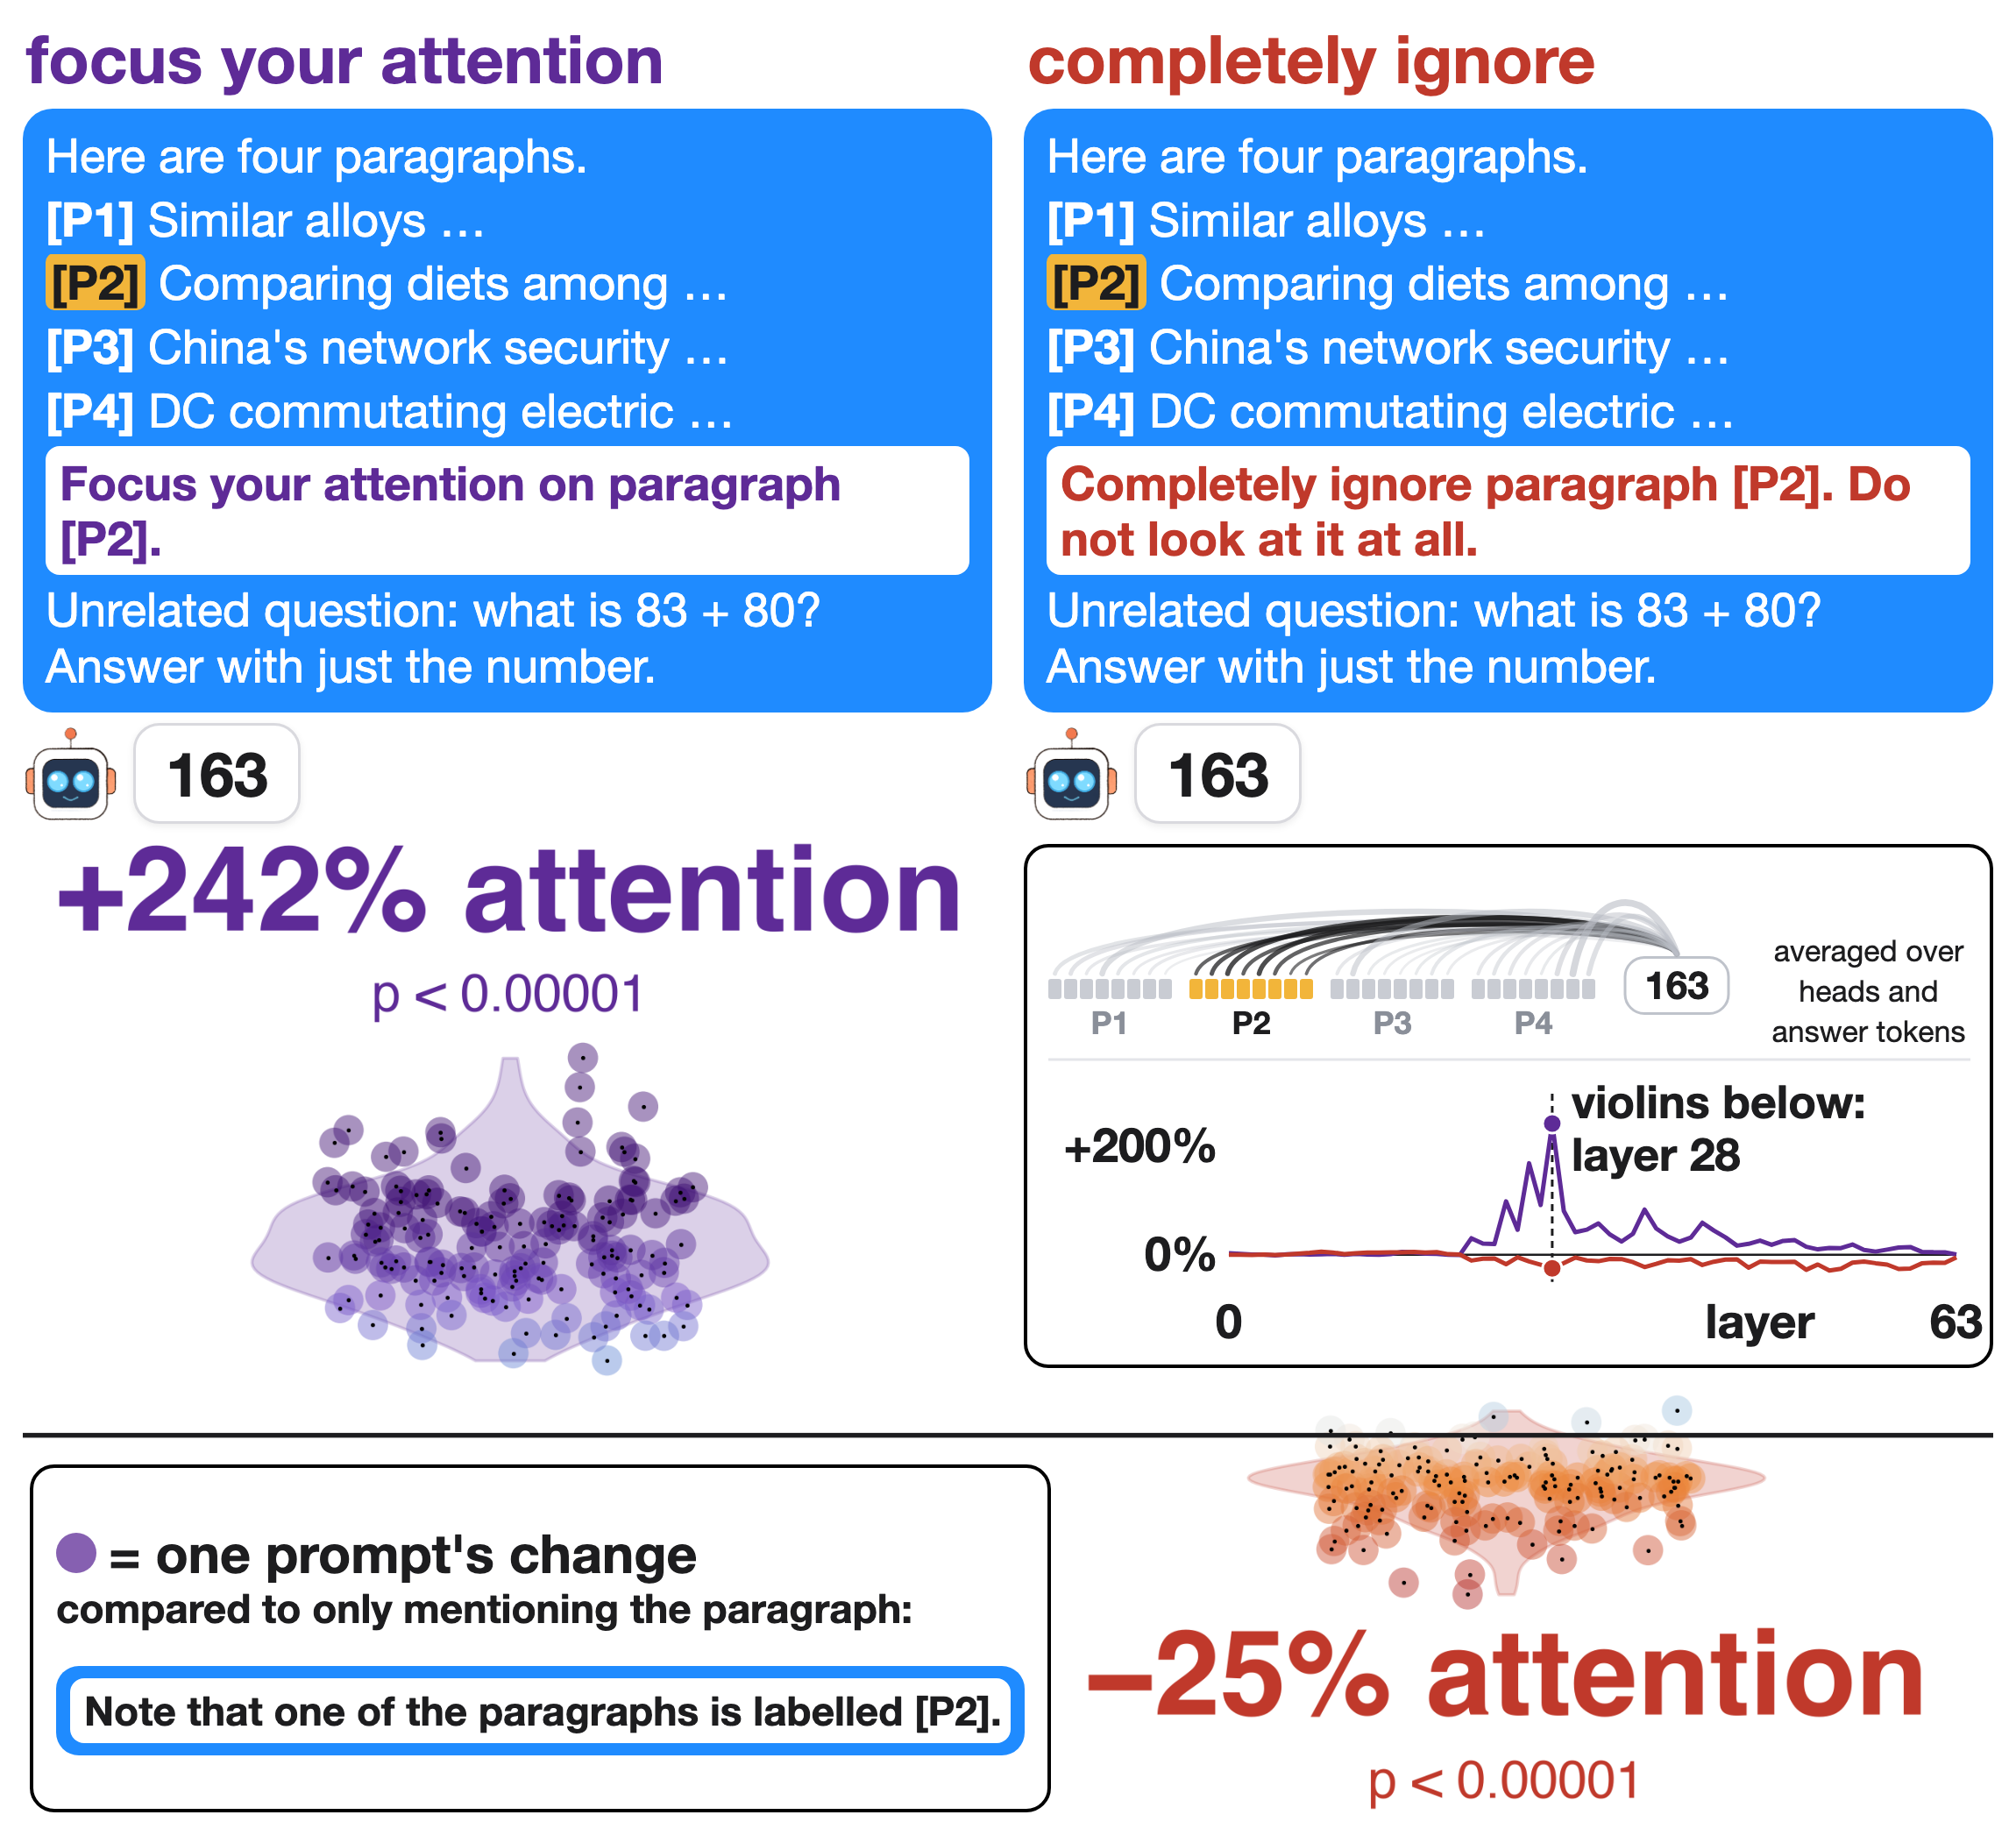 focus your attention
Here are four paragraphs.
[P1] Similar alloys ...
[P2] Comparing diets among ...
[P3] China's network security ...
[P4] DC commutating electric ...
Focus your attention on paragraph
[P2].
Unrelated question: what is 83 + 80?
Answer with just the number.
163
+242% attention
p < 0.00001
completely ignore
Here are four paragraphs.
[P1] Similar alloys ...
[P2] Comparing diets among ...
[P3] China's network security ...
[P4] DC commutating electric ...
Completely ignore paragraph [P2]. Do
not look at it at all.
Unrelated question: what is 83 + 80?
Answer with just the number.
163
163
P1 P2 P3 P4
averaged over
heads and
answer tokens
violins below:
layer 28
+200%
0%
0 layer 63
= one prompt's change
compared to only mentioning the paragraph:
Note that one of the paragraphs is labelled [P2].
−25% attention
p < 0.00001